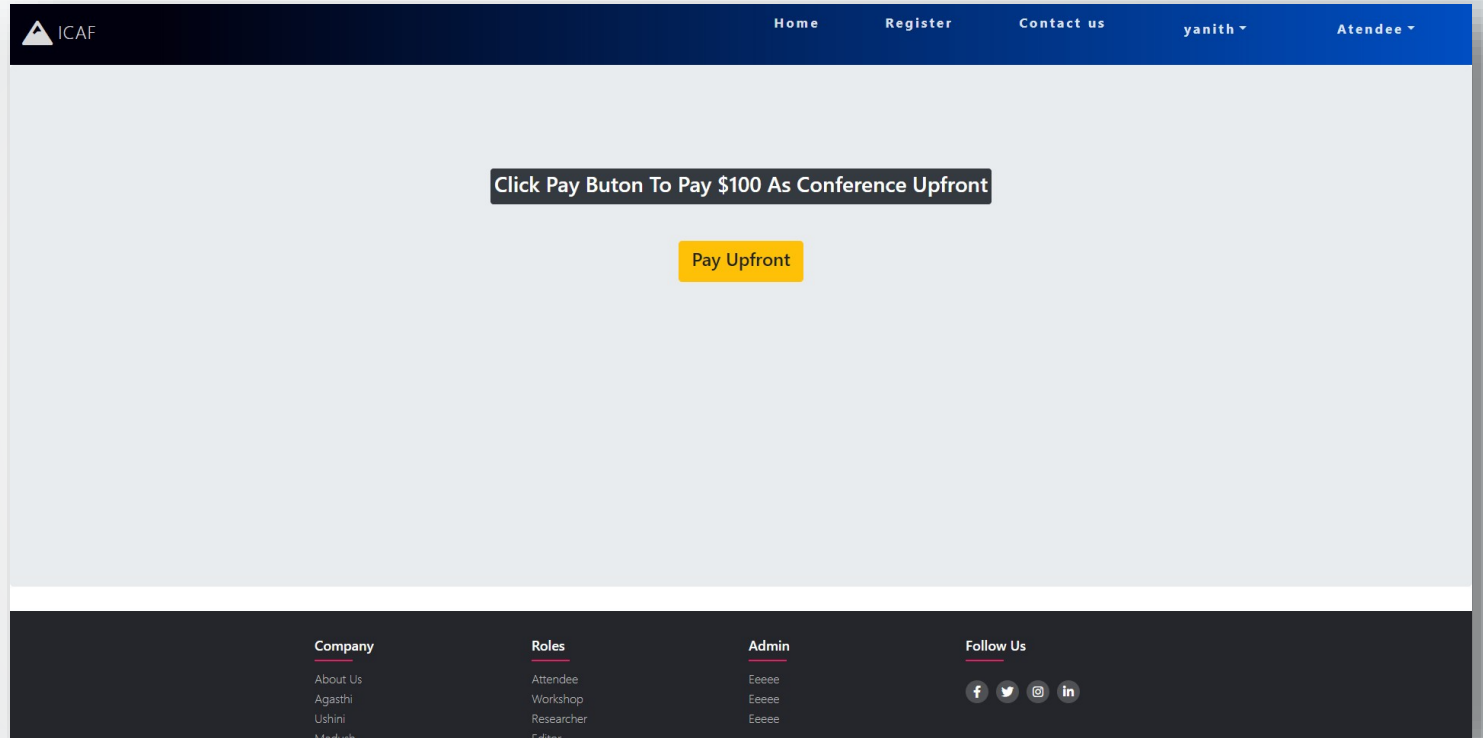 ICAF
Home Register Contact us yanith Atendee
Click Pay Buton To Pay $100 As Conference Upfront
Pay Upfront
Company Roles Admin Follow Us
About Us Attendee Eeeee
Agasthi Workshop Eeeee
Ushini Researcher Eeeee
Editor